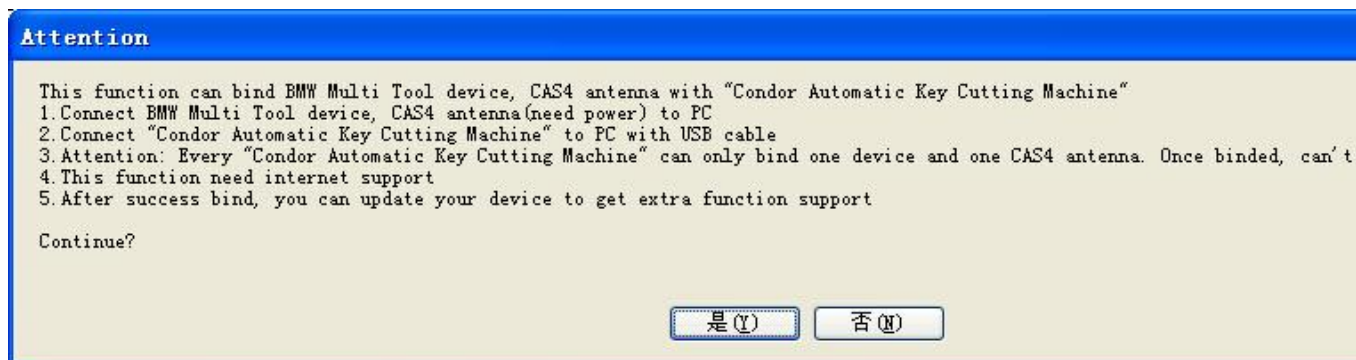 Attention
This function can bind BMW Multi Tool device, CAS4 antenna with "Condor Automatic Key Cutting Machine"
1.Connect BMW Multi Tool device, CAS4 antenna(need power) to PC
2.Connect "Condor Automatic Key Cutting Machine" to PC with USB cable
3.Attention: Every "Condor Automatic Key Cutting Machine" can only bind one device and one CAS4 antenna. Once binded, can't
4.This function need internet support
5.After success bind, you can update your device to get extra function support
Continue?
是(Y) 否(N)